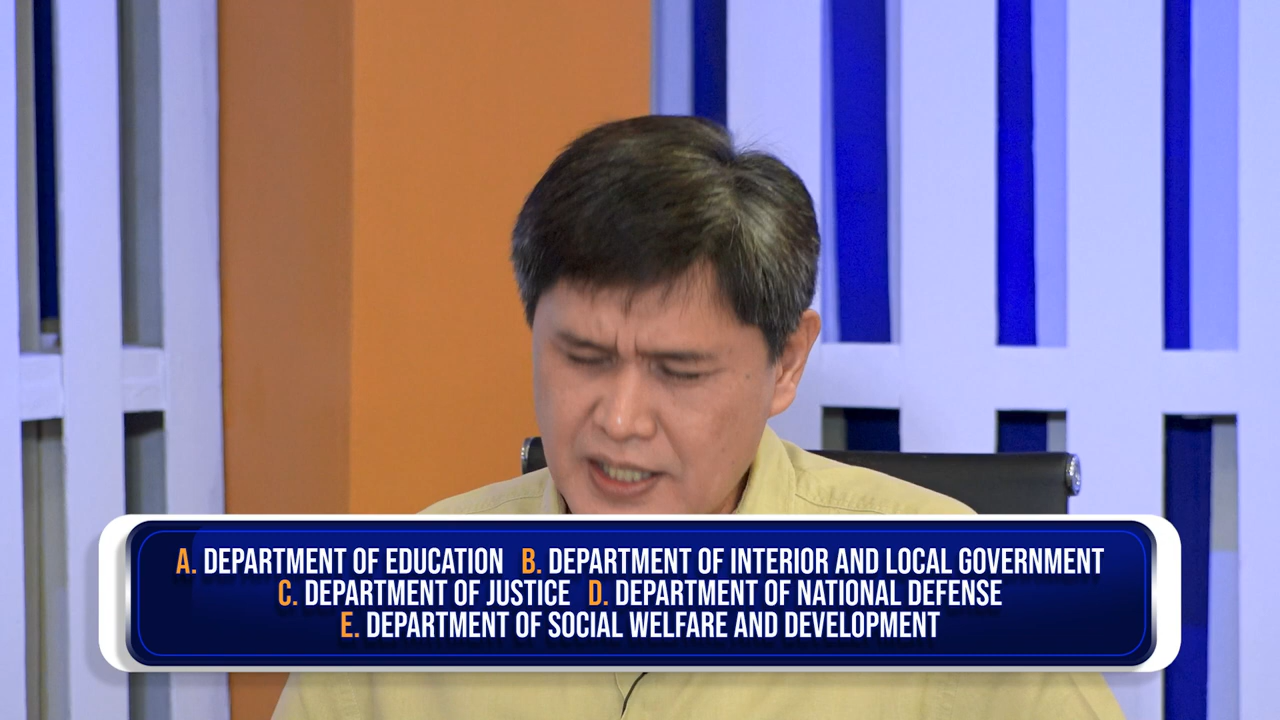 A. DEPARTMENT OF EDUCATION B. DEPARTMENT OF INTERIOR AND LOCAL GOVERNMENT
C. DEPARTMENT OF JUSTICE D. DEPARTMENT OF NATIONAL DEFENSE
E. DEPARTMENT OF SOCIAL WELFARE AND DEVELOPMENT